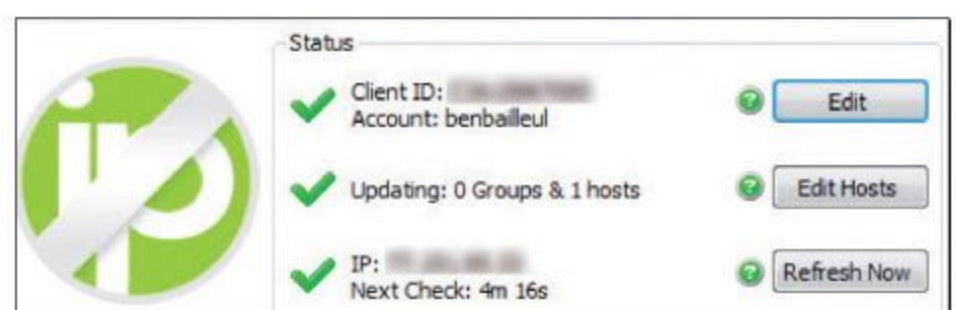 ip
Status
Client ID:
Account: benbailleul
Edit
Updating: 0 Groups & 1 hosts
Edit Hosts
IP:
Next Check: 4m 16s
Refresh Now